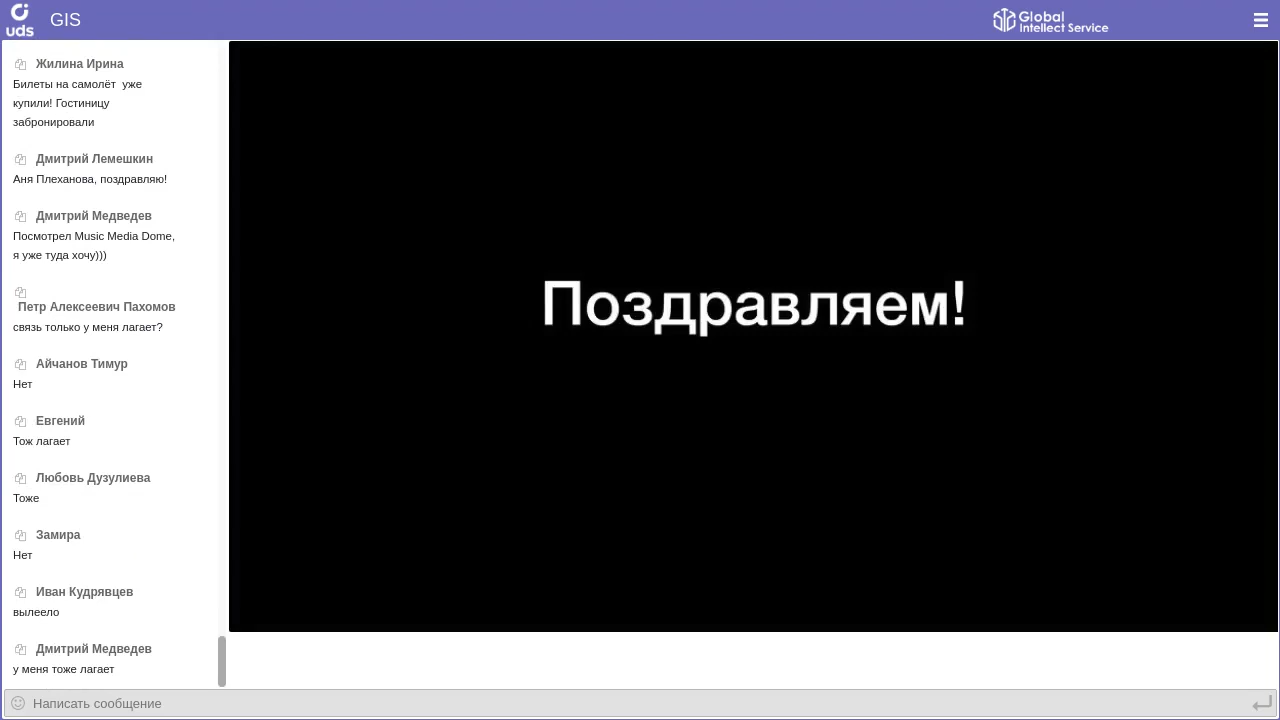 uds
GIS
Global
Intellect Service
Жилина Ирина
Билеты на самолёт  уже
купили! Гостиницу
забронировали
Дмитрий Лемешкин
Аня Плеханова, поздравляю!
Дмитрий Медведев
Посмотрел Music Media Dome,
я уже туда хочу)))
Петр Алексеевич Пахомов
связь только у меня лагает?
Айчанов Тимур
Нет
Евгений
Тож лагает
Любовь Дузулиева
Тоже
Замира
Нет
Иван Кудрявцев
вылеело
Дмитрий Медведев
у меня тоже лагает
Поздравляем!
Написать сообщение